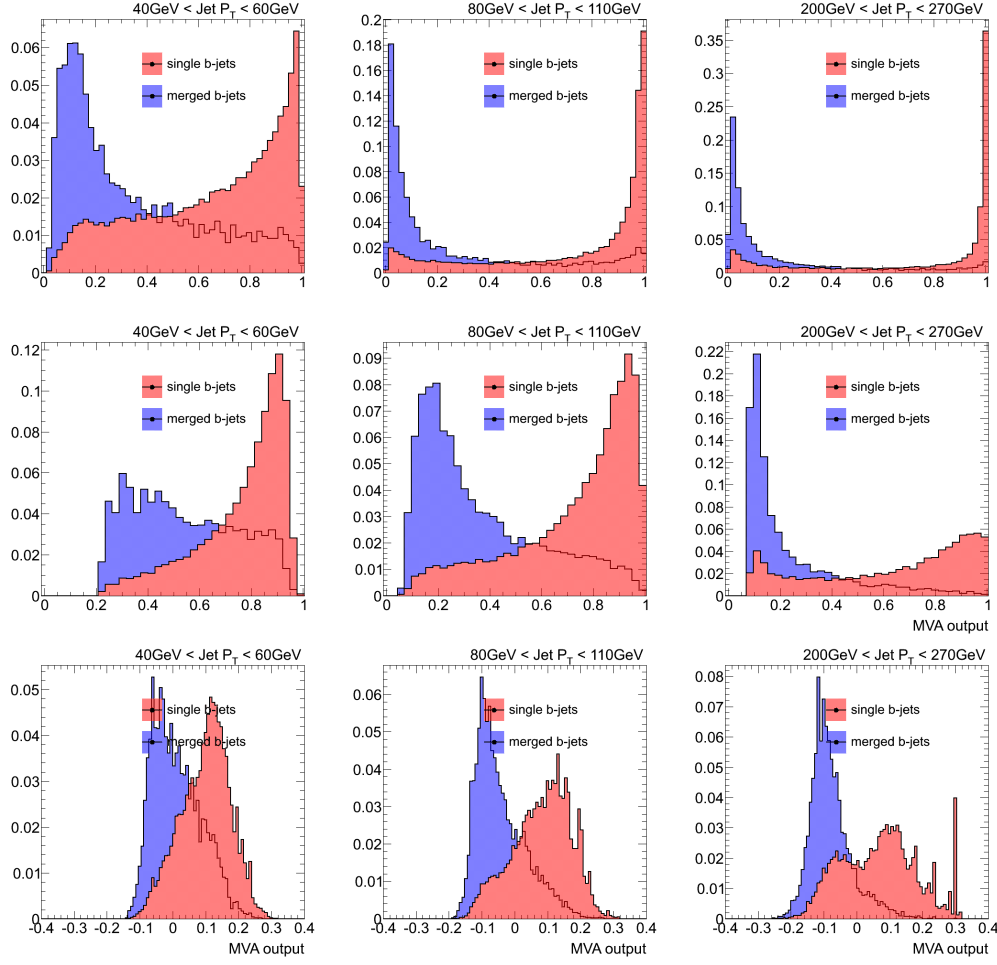 40GeV < Jet P_T < 60GeV
0.06
0.05
0.04
0.03
0.02
0.01
0
single b-jets
merged b-jets
0 0.2 0.4 0.6 0.8 1
80GeV < Jet P_T < 110GeV
0.2
0.18
0.16
0.14
0.12
0.1
0.08
0.06
0.04
0.02
0
single b-jets
merged b-jets
0 0.2 0.4 0.6 0.8 1
200GeV < Jet P_T < 270GeV
0.35
0.3
0.25
0.2
0.15
0.1
0.05
0
single b-jets
merged b-jets
0 0.2 0.4 0.6 0.8 1
40GeV < Jet P_T < 60GeV
0.12
0.1
0.08
0.06
0.04
0.02
0
single b-jets
merged b-jets
0 0.2 0.4 0.6 0.8 1
80GeV < Jet P_T < 110GeV
0.09
0.08
0.07
0.06
0.05
0.04
0.03
0.02
0.01
0
single b-jets
merged b-jets
0 0.2 0.4 0.6 0.8 1
200GeV < Jet P_T < 270GeV
0.22
0.2
0.18
0.16
0.14
0.12
0.1
0.08
0.06
0.04
0.02
0
single b-jets
merged b-jets
0 0.2 0.4 0.6 0.8 1
MVA output
40GeV < Jet P_T < 60GeV
0.05
0.04
0.03
0.02
0.01
0
single b-jets
merged b-jets
-0.4 -0.3 -0.2 -0.1 0 0.1 0.2 0.3 0.4
MVA output
80GeV < Jet P_T < 110GeV
0.06
0.05
0.04
0.03
0.02
0.01
0
single b-jets
merged b-jets
-0.4 -0.3 -0.2 -0.1 0 0.1 0.2 0.3 0.4
MVA output
200GeV < Jet P_T < 270GeV
0.08
0.07
0.06
0.05
0.04
0.03
0.02
0.01
0
single b-jets
merged b-jets
-0.4 -0.3 -0.2 -0.1 0 0.1 0.2 0.3 0.4
MVA output